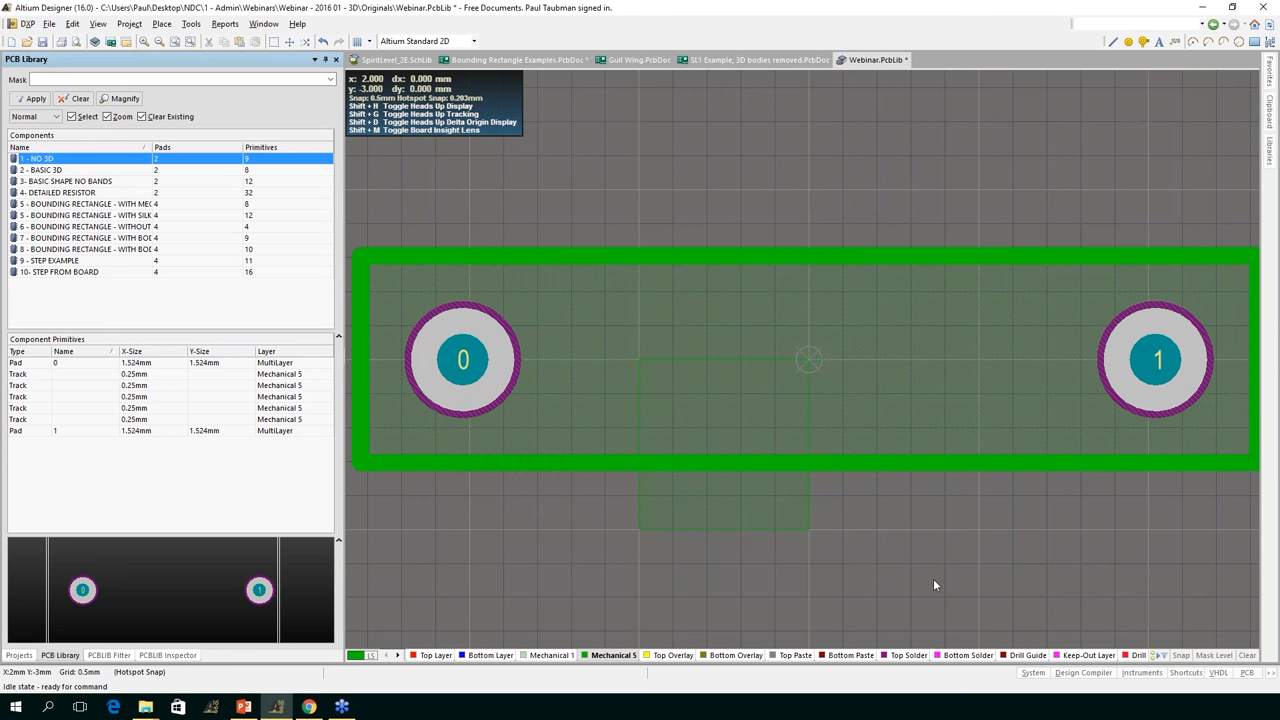 Altium Designer (16.0) - C:\Users\Paul\Desktop\NDC\1 - Admin\Webinars\Webinar - 2016 01 - 3D\Originals\Webinar.PcbLib * - Free Documents. Paul Taubman signed in.
DXP File Edit View Project Place Tools Reports Window Help
Altium Standard 2D
PCB Library
SpiritLevel_2E.SchLib Bounding Rectangle Examples.PcbDoc * Gull Wing.PcbDoc SL1 Example, 3D bodies removed.PcbDoc Webinar.PcbLib *
Mask
Apply Clear Magnify
Normal Select Zoom Clear Existing
Components
Name Pads Primitives
1 - NO 3D 2 9
2 - BASIC 3D 2 8
3- BASIC SHAPE NO BANDS 2 12
4- DETAILED RESISTOR 2 32
5 - BOUNDING RECTANGLE - WITH MEC 4 8
5 - BOUNDING RECTANGLE - WITH SILK 4 12
6 - BOUNDING RECTANGLE - WITHOUT 4 4
7 - BOUNDING RECTANGLE - WITH BOD 4 9
8 - BOUNDING RECTANGLE - WITH BOD 4 10
9 - STEP EXAMPLE 4 11
10- STEP FROM BOARD 4 16
Component Primitives
Type Name X-Size Y-Size Layer
Pad 0 1.524mm 1.524mm MultiLayer
Track 0.25mm Mechanical 5
Track 0.25mm Mechanical 5
Track 0.25mm Mechanical 5
Track 0.25mm Mechanical 5
Track 0.25mm Mechanical 5
Pad 1 1.524mm 1.524mm MultiLayer
0 1
x: 2.000 dx: 0.000 mm
y: -3.000 dy: 0.000 mm
Snap: 0.5mm Hotspot Snap: 0.203mm
Shift + H Toggle Heads Up Display
Shift + G Toggle Heads Up Tracking
Shift + D Toggle Heads Up Delta Origin Display
Shift + M Toggle Board Insight Lens
0 1
Favorites
Clipboard
Libraries
Projects PCB Library PCBLIB Filter PCBLIB Inspector
LS Top Layer Bottom Layer Mechanical 1 Mechanical 5 Top Overlay Bottom Overlay Top Paste Bottom Paste Top Solder Bottom Solder Drill Guide Keep-Out Layer Drill Snap Mask Level Clear
X:2mm Y:-3mm Grid: 0.5mm (Hotspot Snap)
System Design Compiler Instruments Shortcuts VHDL PCB >>
Idle state - ready for command